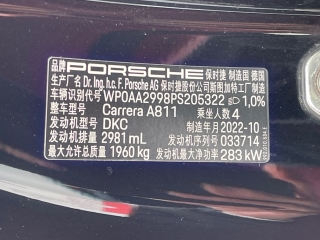 品牌 PORSCHE 保时捷 制造国 德国
生产厂名 Dr. Ing. h.c. F. Porsche AG 保时捷股份公司斯图加特工厂制造
车辆识别代号 WP0AA2998PS205322 1,0%
整车型号 Carrera A811 乘坐人数 4
发动机型号 DKC 制造年月 2022-10
发动机排量 2981 mL 发动机序列号 033714
最大允许总质量 1960 kg 发动机最大净功率 283 kW